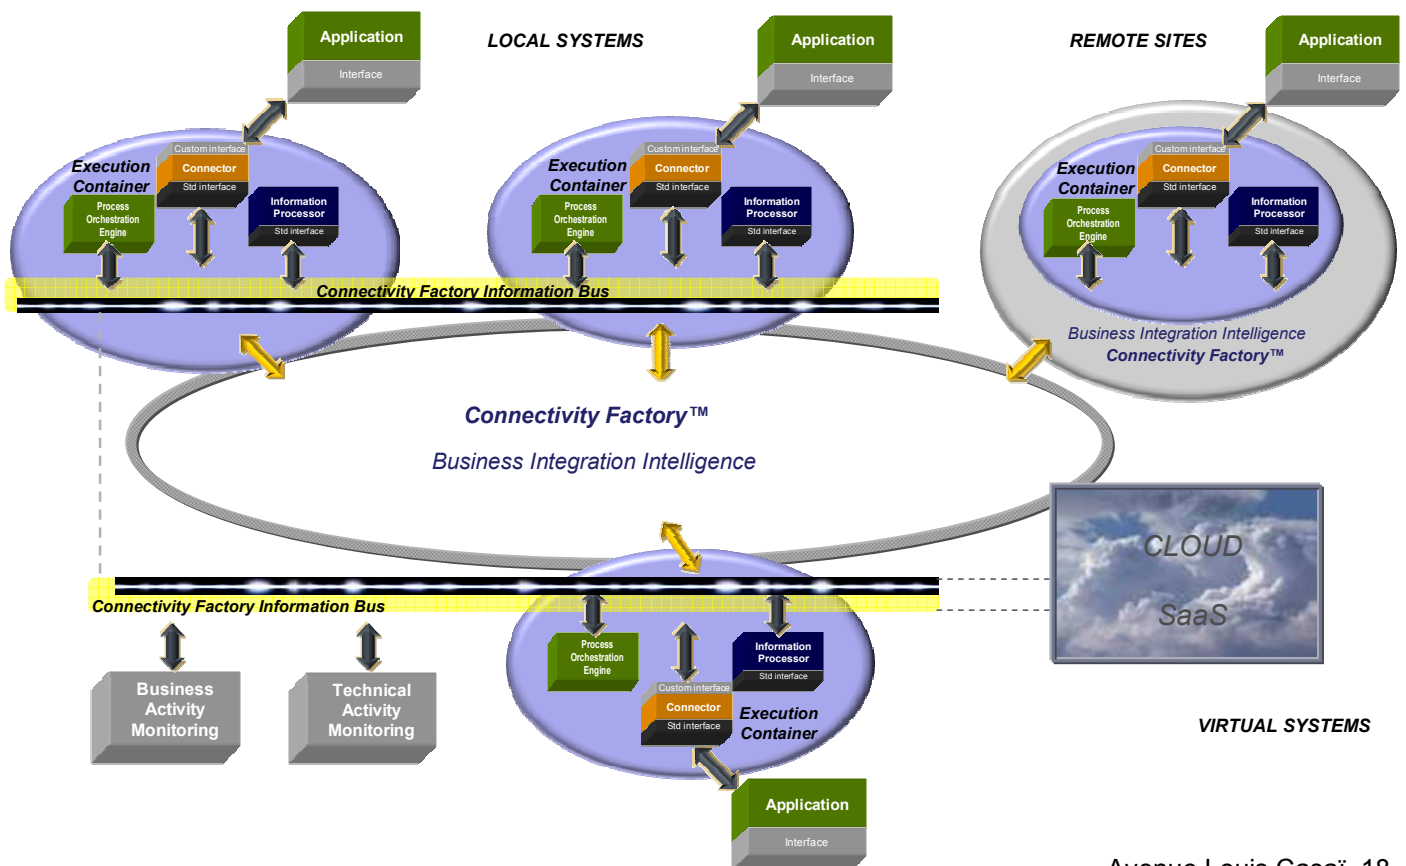 LOCAL SYSTEMS
REMOTE SITES
Application
Interface
Execution
Container
Custom interface
Connector
Std interface
Process
Orchestration
Engine
Information
Processor
Std interface
Application
Interface
Execution
Container
Custom interface
Connector
Std interface
Process
Orchestration
Engine
Information
Processor
Std interface
Application
Interface
Execution
Container
Custom interface
Connector
Std interface
Process
Orchestration
Engine
Information
Processor
Std interface
Business Integration Intelligence
Connectivity Factory™
Connectivity Factory Information Bus
Connectivity Factory™
Business Integration Intelligence
CLOUD
SaaS
Connectivity Factory Information Bus
Business
Activity
Monitoring
Technical
Activity
Monitoring
Process
Orchestration
Engine
Information
Processor
Std interface
Custom interface
Connector
Std interface
Execution
Container
Application
Interface
VIRTUAL SYSTEMS
Avenue Louis Casaï, 18